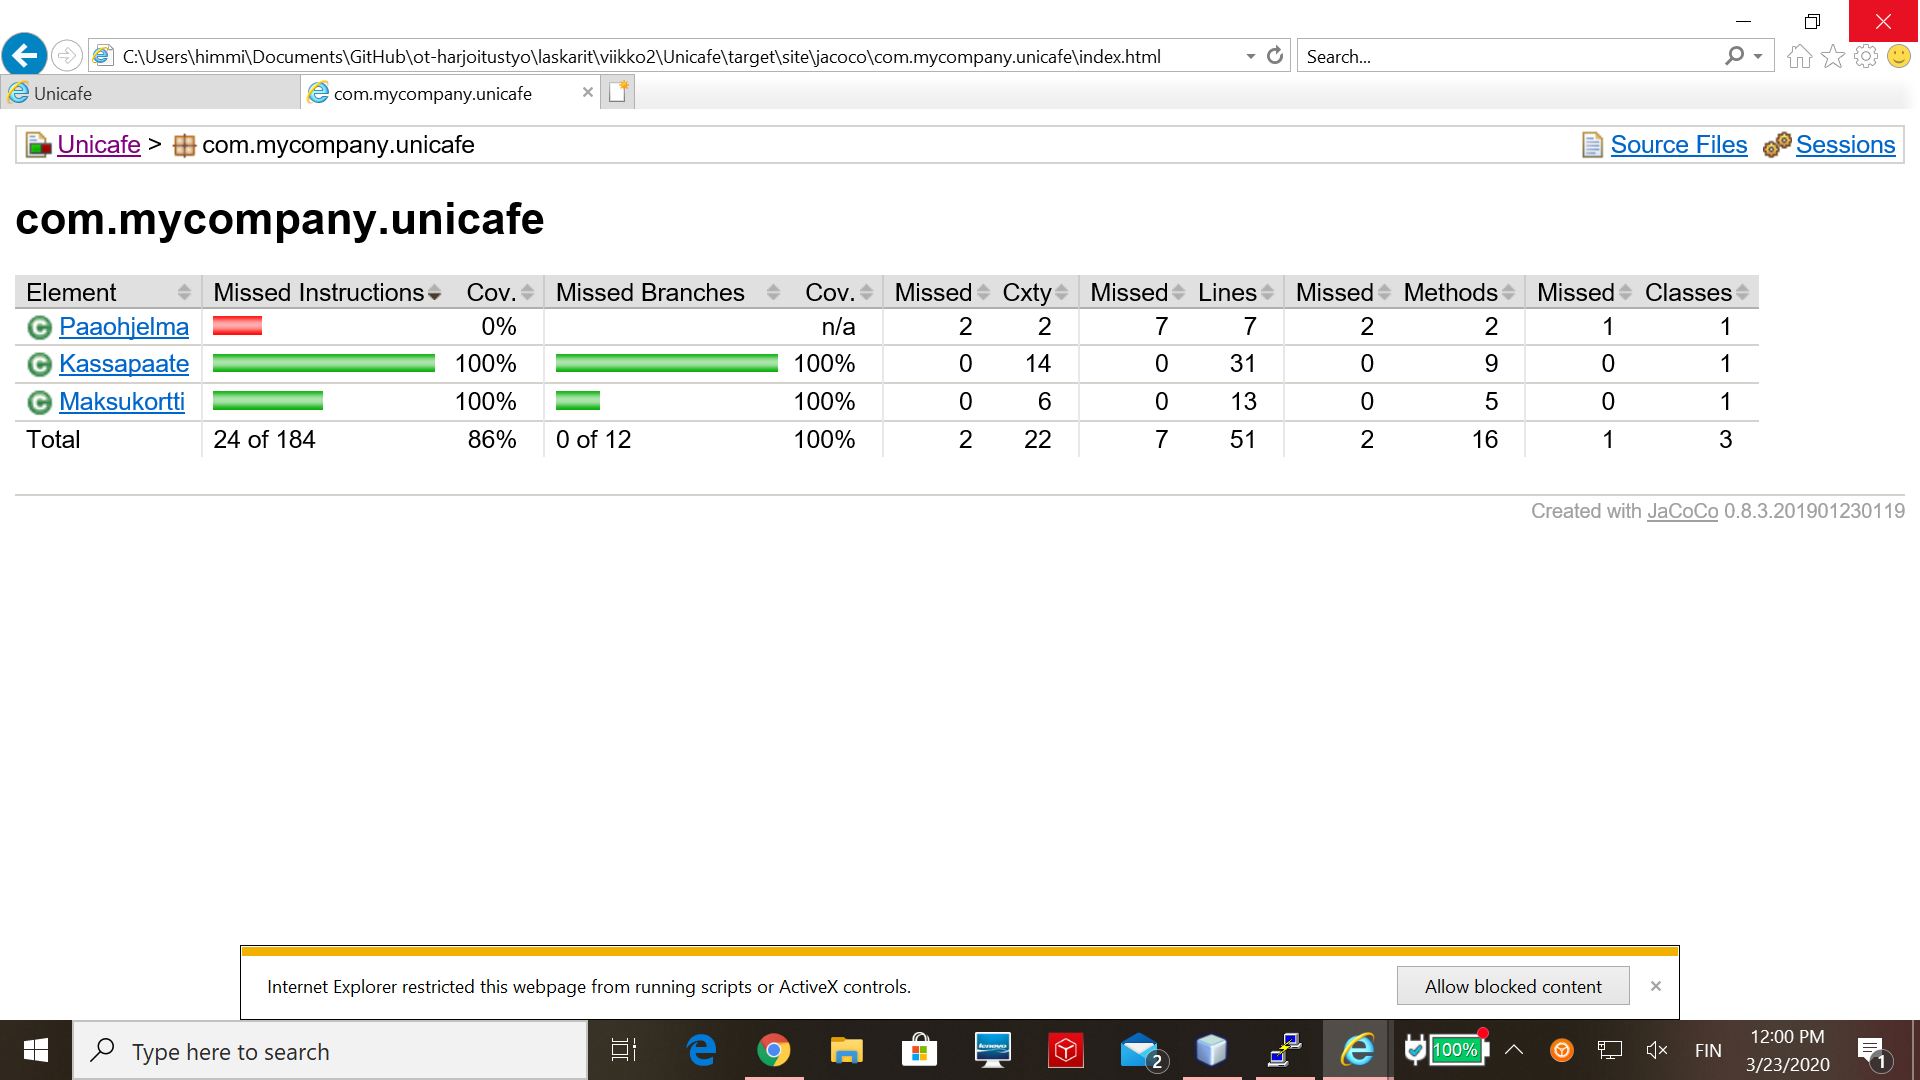 C:\Users\himmi\Documents\GitHub\ot-harjoitustyo\laskarit\viikko2\Unicafe\target\site\jacoco\com.mycompany.unicafe\index.html Search...
Unicafe com.mycompany.unicafe
Unicafe > com.mycompany.unicafe Source Files Sessions
com.mycompany.unicafe
Element Missed Instructions Cov. Missed Branches Cov. Missed Cxty Missed Lines Missed Methods Missed Classes
Paaohjelma 0% n/a 2 2 7 7 2 2 1 1
Kassapaate 100% 100% 0 14 0 31 0 9 0 1
Maksukortti 100% 100% 0 6 0 13 0 5 0 1
Total 24 of 184 86% 0 of 12 100% 2 22 7 51 2 16 1 3
Created with JaCoCo 0.8.3.201901230119
Internet Explorer restricted this webpage from running scripts or ActiveX controls. Allow blocked content
Type here to search
lenovo
2
100%
FIN
12:00 PM
3/23/2020
1